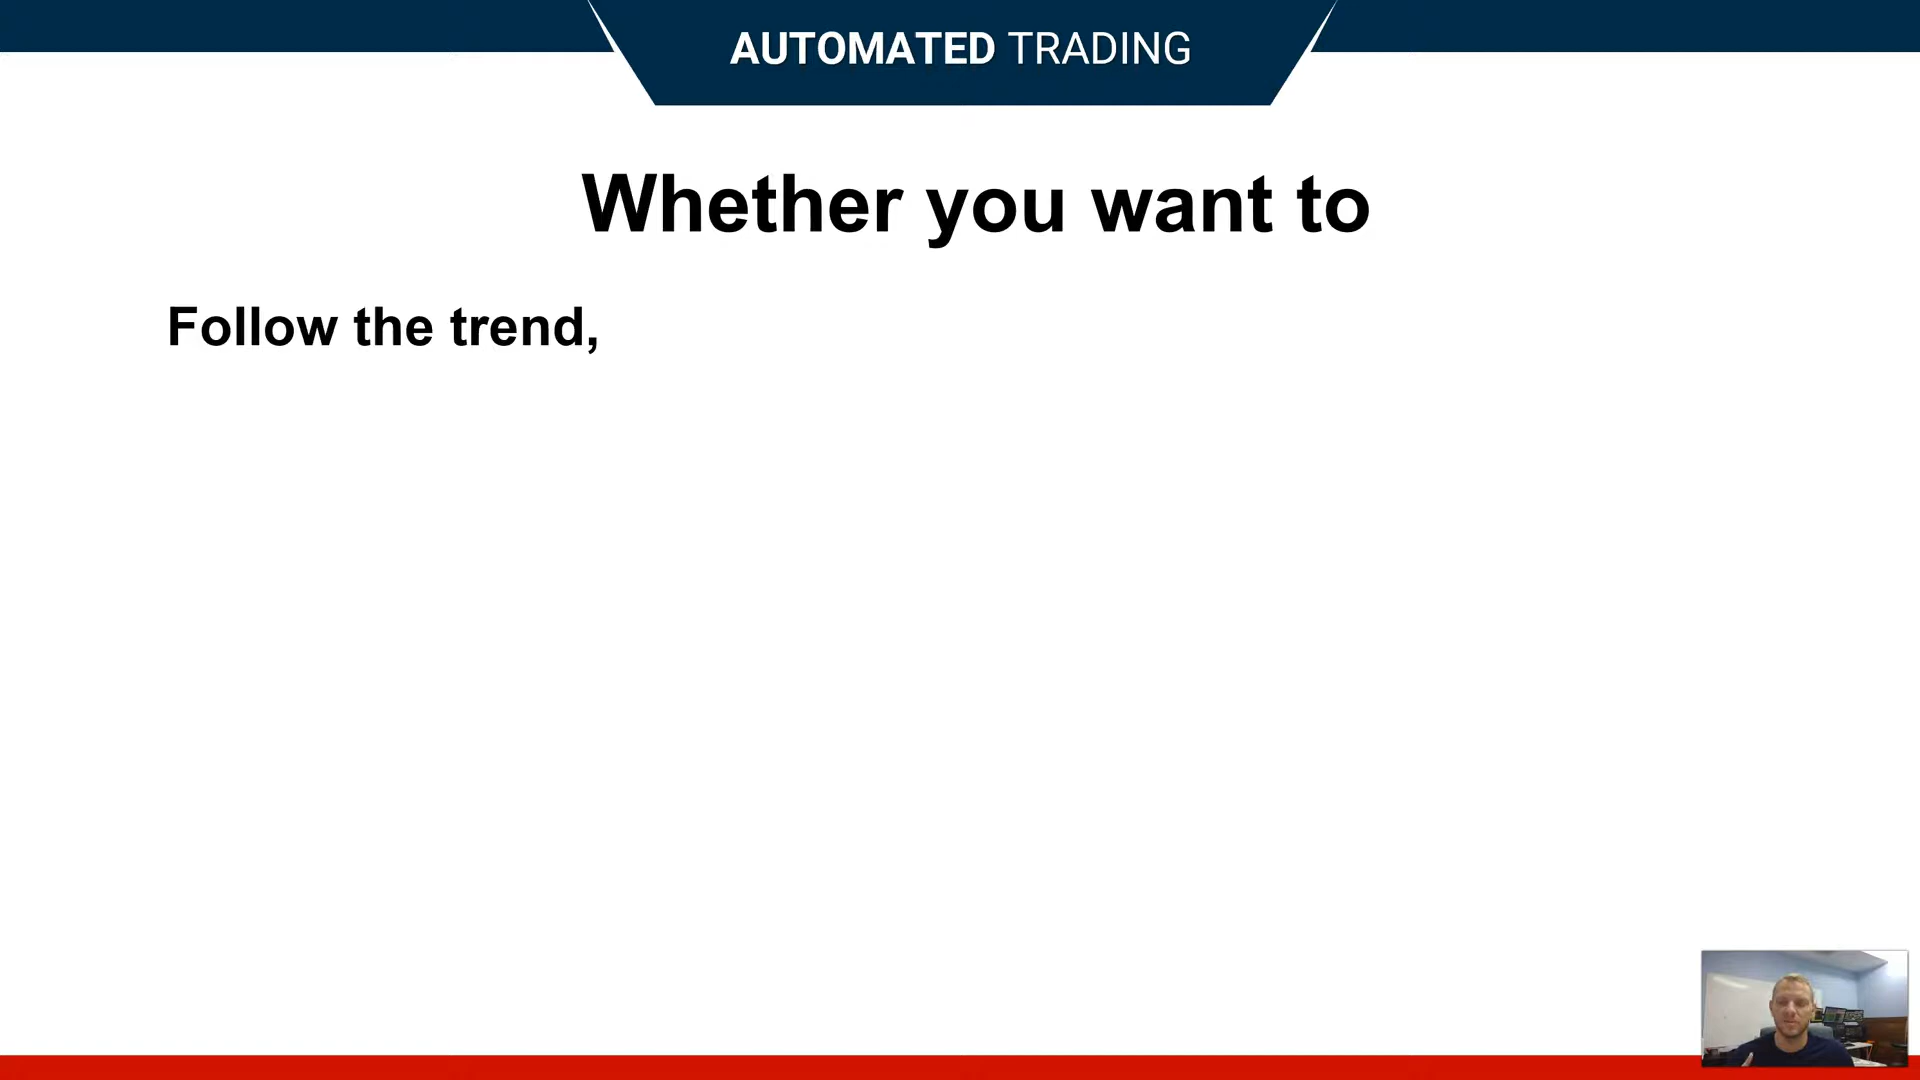 AUTOMATED TRADING
Whether you want to
Follow the trend,